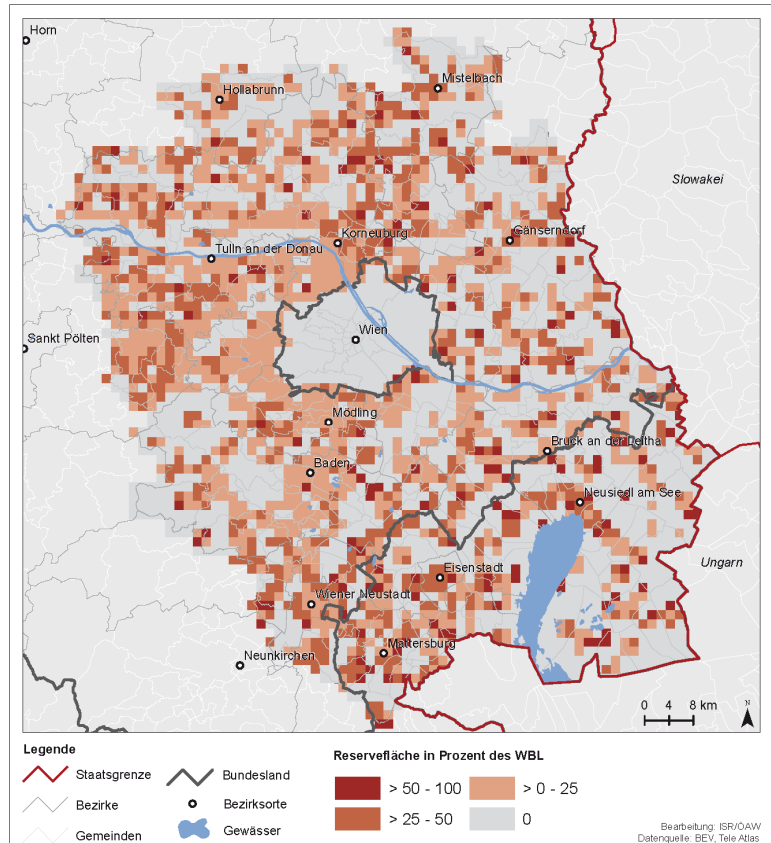 Horn
Mistelbach
Hollabrunn
Slowakei
Korneuburg
Gänserndorf
Tulln an der Donau
Wien
Sankt Pölten
Mödling
Bruck an der Leitha
Baden
Neusiedl am See
Ungarn
Eisenstadt
Wiener Neustadt
Mattersburg
Neunkirchen
0 4 8 km
N
Legende
Staatsgrenze
Bezirke
Gemeinden
Bundesland
Bezirksorte
Gewässer
Reservefläche in Prozent des WBL
> 50 - 100
> 0 - 25
> 25 - 50
0
Bearbeitung: ISR/ÖAW
Datenquelle: BEV, Tele Atlas